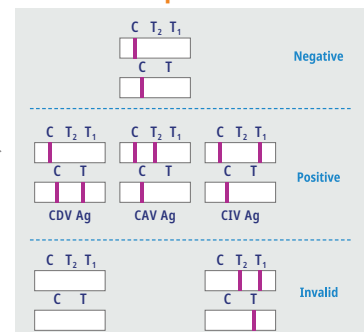 C T₂ T₁
C T
Negative
C T₂ T₁ C T₂ T₁ C T₂ T₁
C T C T C T
Positive
CDV Ag CAV Ag CIV Ag
C T₂ T₁ C T₂ T₁
C T C T
Invalid